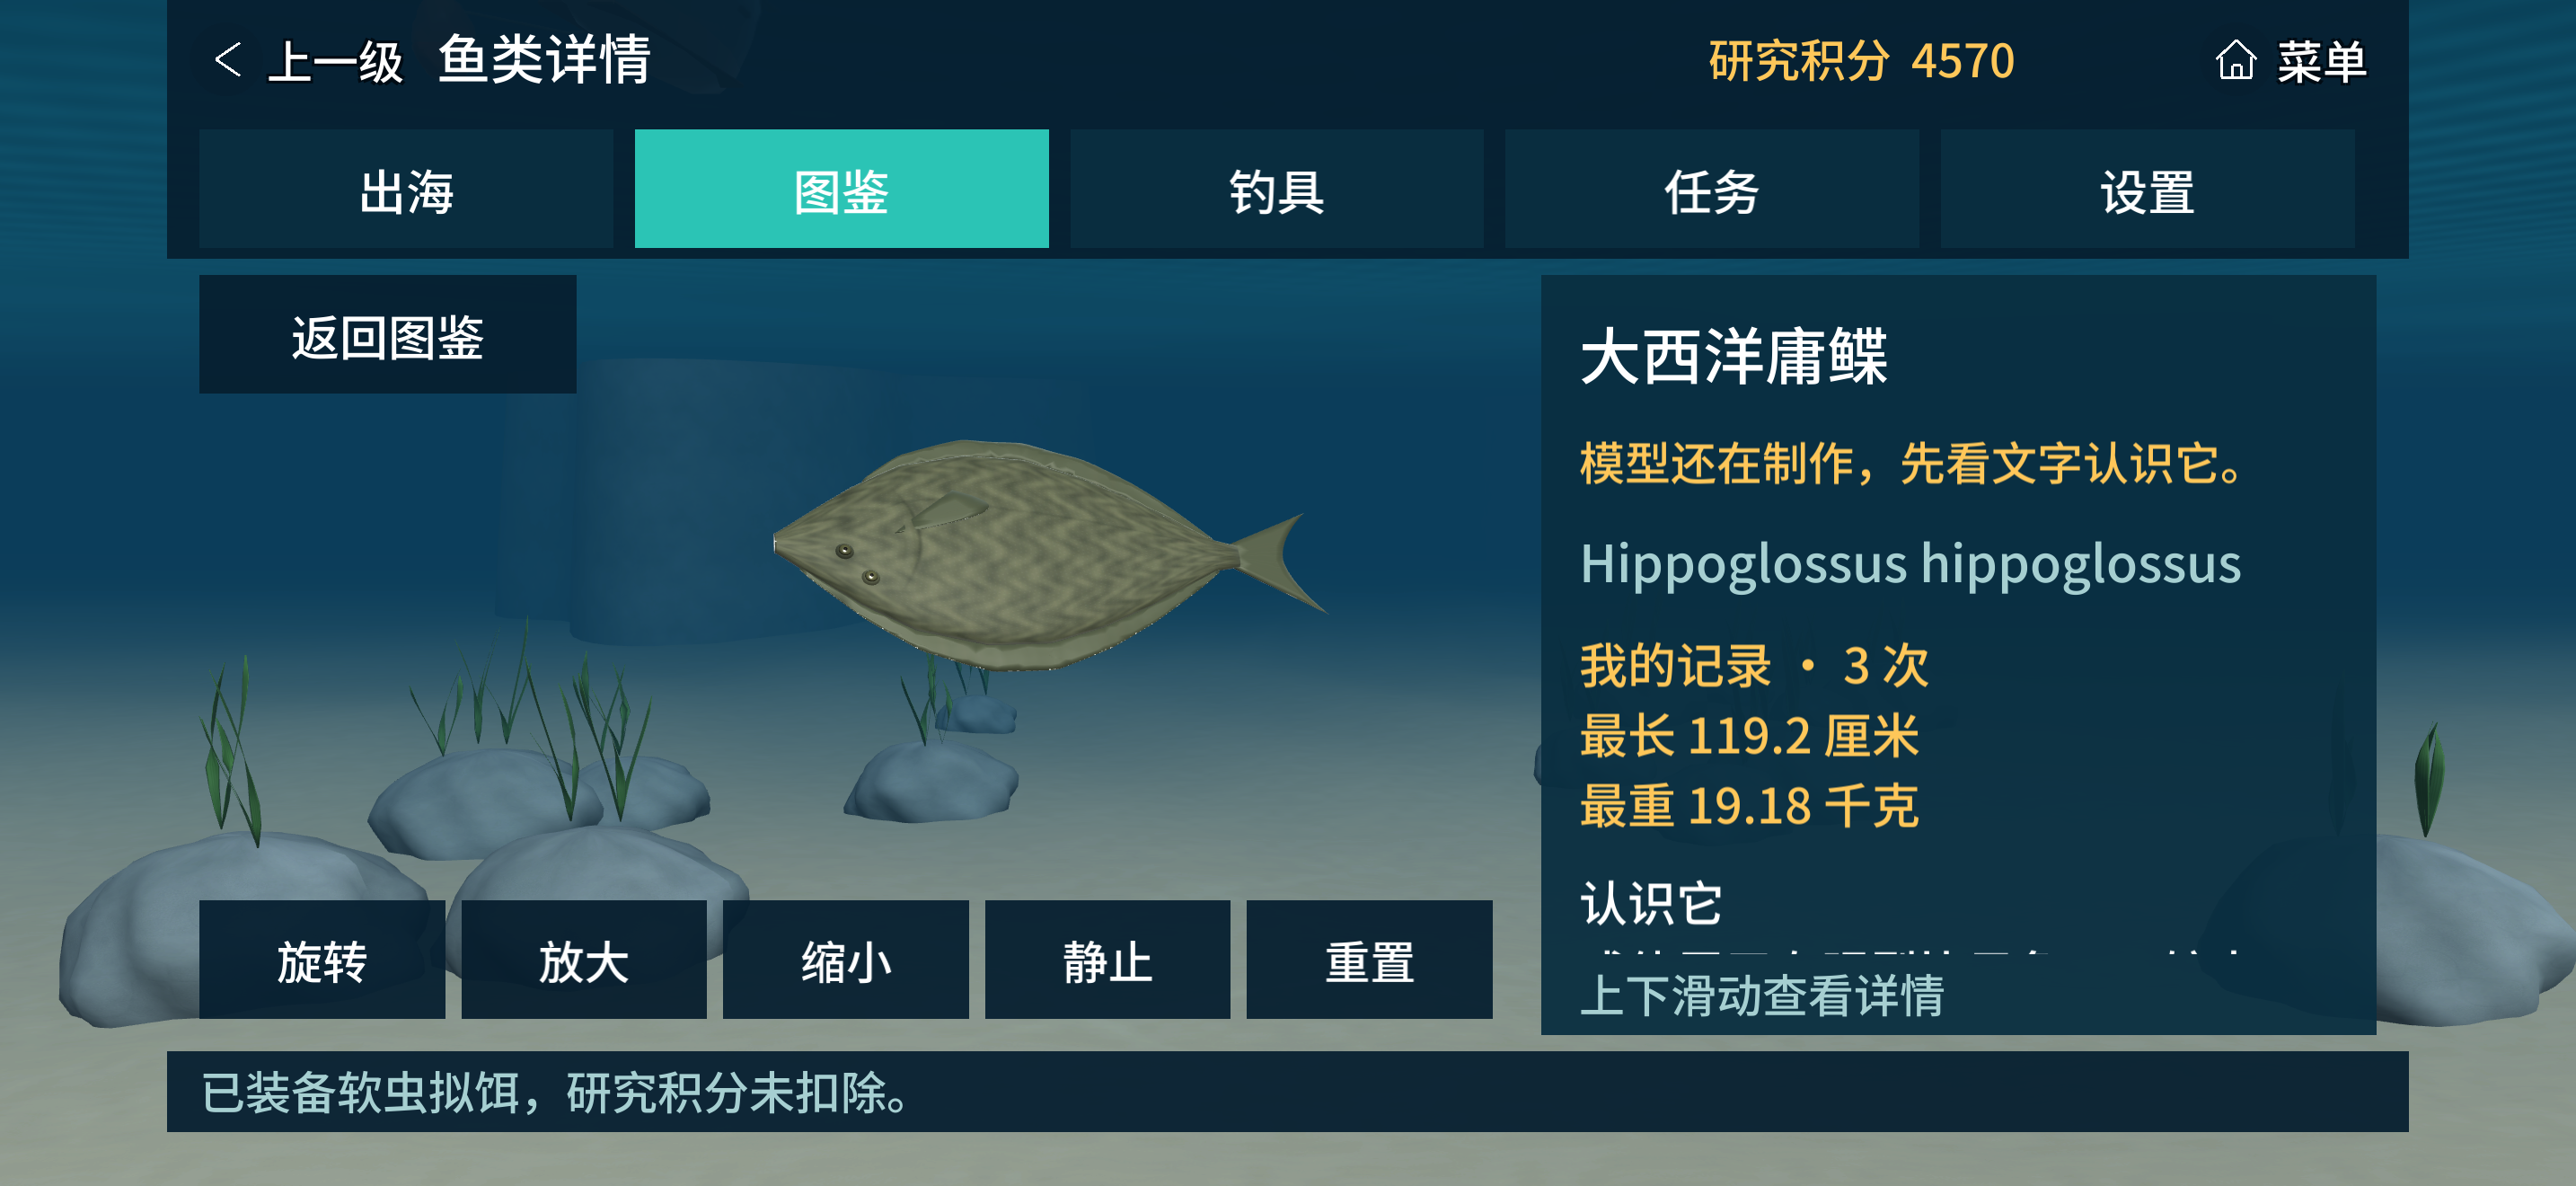 上一级 鱼类详情 研究积分 4570 菜单
出海 图鉴 钓具 任务 设置
返回图鉴
大西洋庸鲽
模型还在制作，先看文字认识它。
Hippoglossus hippoglossus
我的记录 · 3 次
最长 119.2 厘米
最重 19.18 千克
认识它
上下滑动查看详情
旋转 放大 缩小 静止 重置
已装备软虫拟饵，研究积分未扣除。